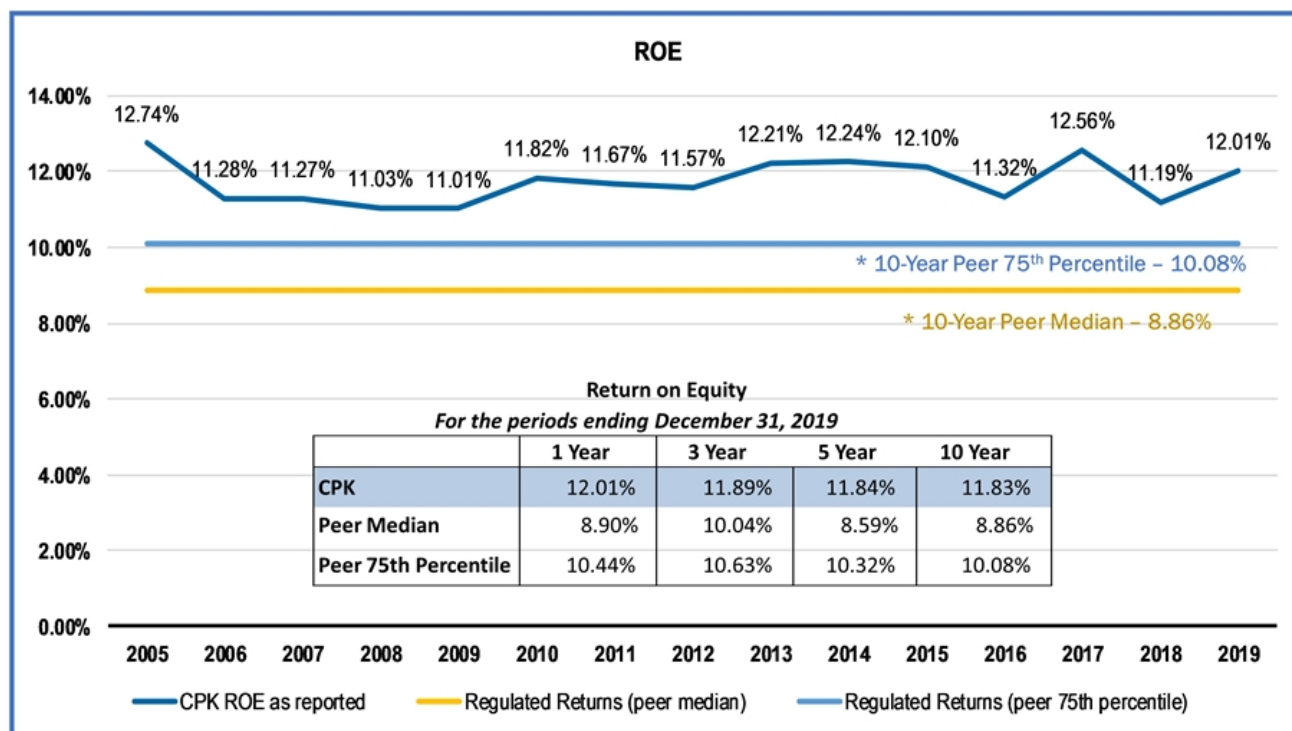 ROE
14.00%
12.74%
11.28%
11.27%
11.03%
11.01%
11.82%
11.67%
11.57%
12.21%
12.24%
12.10%
11.32%
12.56%
11.19%
12.01%
12.00%
10.00%
* 10-Year Peer 75th Percentile – 10.08%
* 10-Year Peer Median – 8.86%
8.00%
6.00%
4.00%
2.00%
0.00%
Return on Equity
For the periods ending December 31, 2019
1 Year 3 Year 5 Year 10 Year
CPK 12.01% 11.89% 11.84% 11.83%
Peer Median 8.90% 10.04% 8.59% 8.86%
Peer 75th Percentile 10.44% 10.63% 10.32% 10.08%
2005 2006 2007 2008 2009 2010 2011 2012 2013 2014 2015 2016 2017 2018 2019
CPK ROE as reported Regulated Returns (peer median) Regulated Returns (peer 75th percentile)